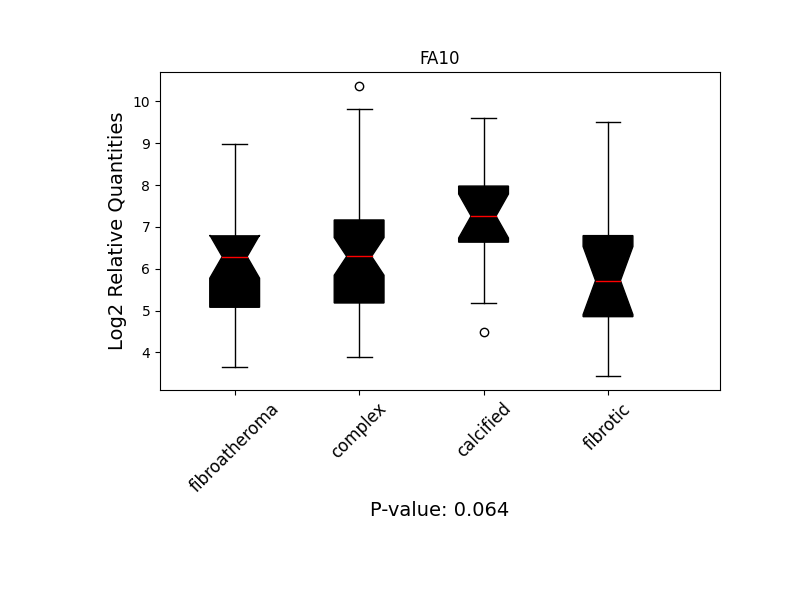 FA10
Log2 Relative Quantities
10
9
8
7
6
5
4
fibroatheroma
complex
calcified
fibrotic
P-value: 0.064